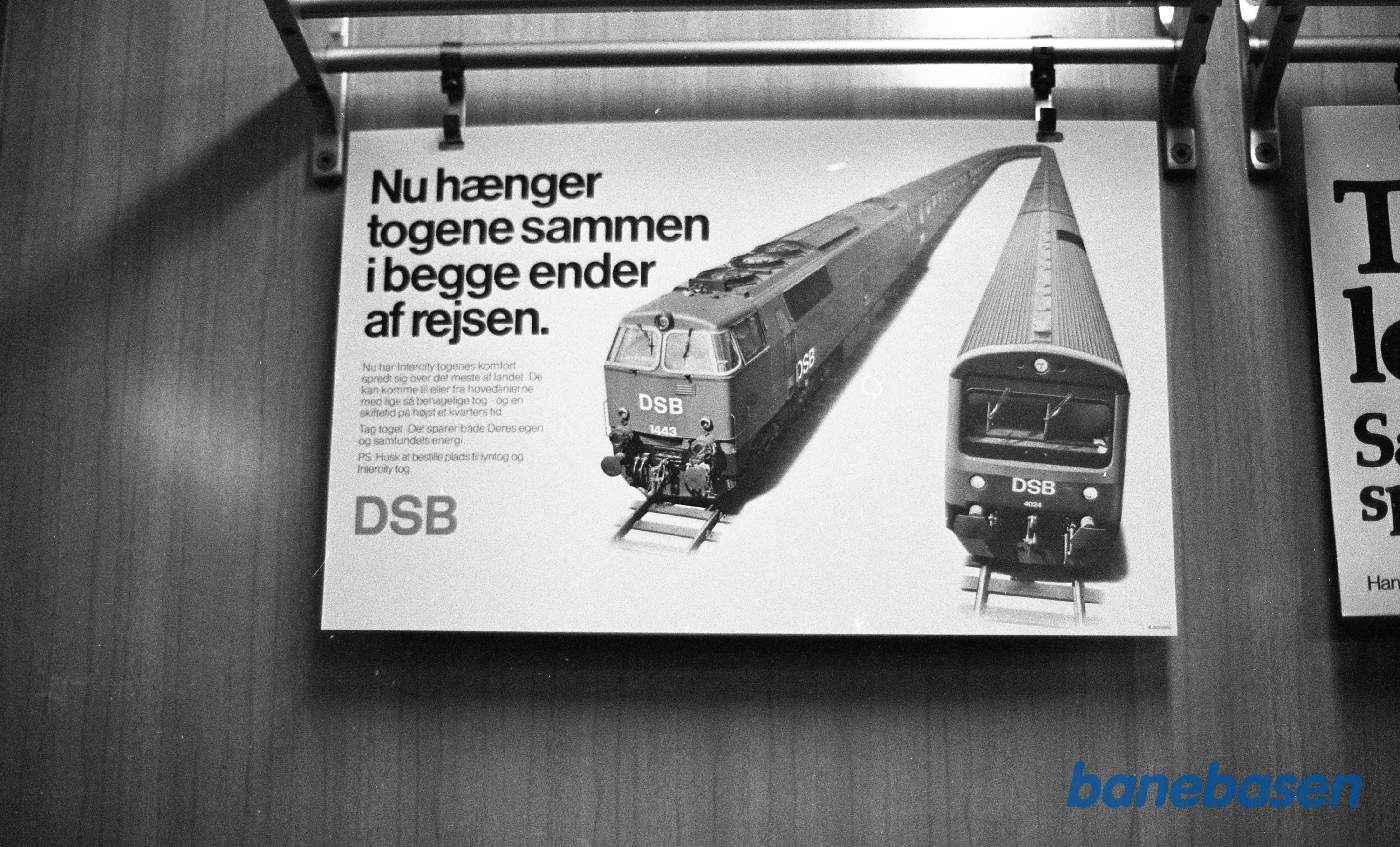 Nu hænger
togene sammen
i begge ender
af rejsen.
Nu har Intercity togenes komfort
spredt sig over det meste af landet. De
kan komme til eller fra hovedlinierne
med lige så behagelige tog - og en
skiftetid på højst et kvarters tid.
Tag toget. Det sparer både Deres egen
og samfundets energi.
PS. Husk at bestille plads til lyntog og
Intercity tog.
DSB
DSB
1443
DSB
DSB
4024
Han
banebasen